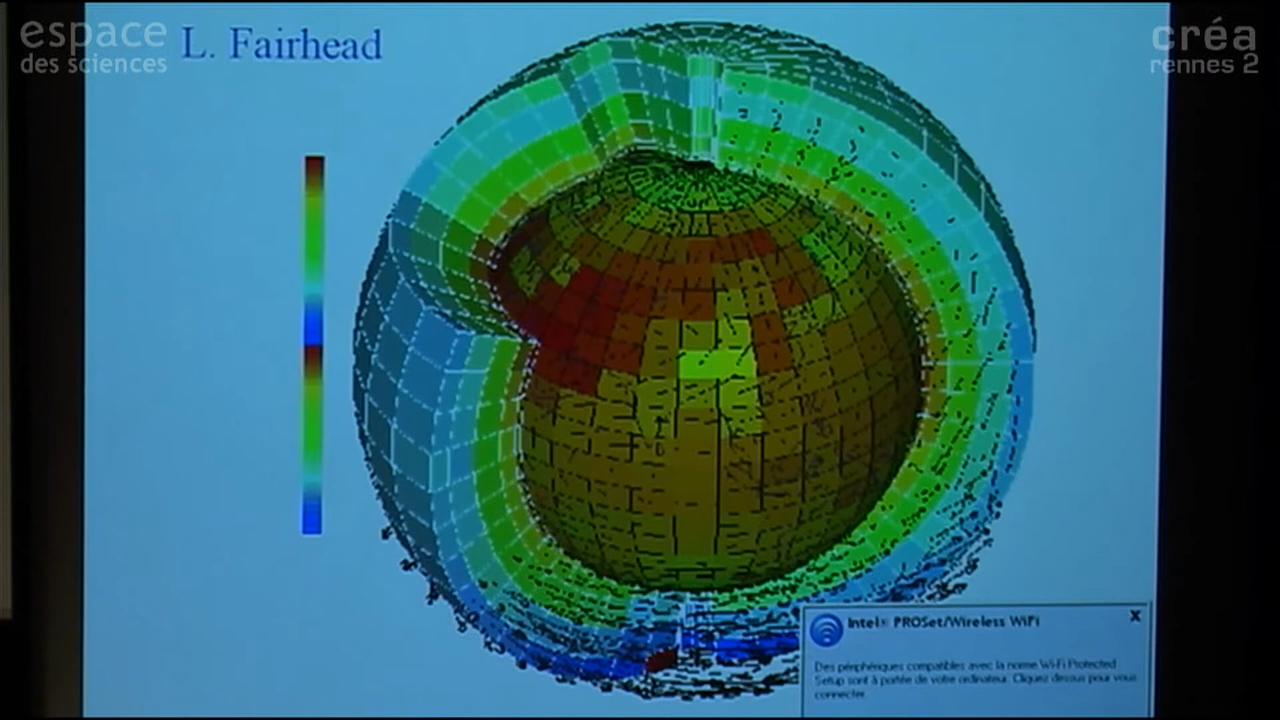 espace
des sciences
L. Fairhead
créa
rennes 2
Intel® PROSet/Wireless WiFi
X
Des périphériques compatibles avec la norme Wi-Fi Protected
Setup sont à portée de votre ordinateur. Cliquez dessus pour vous
connecter.